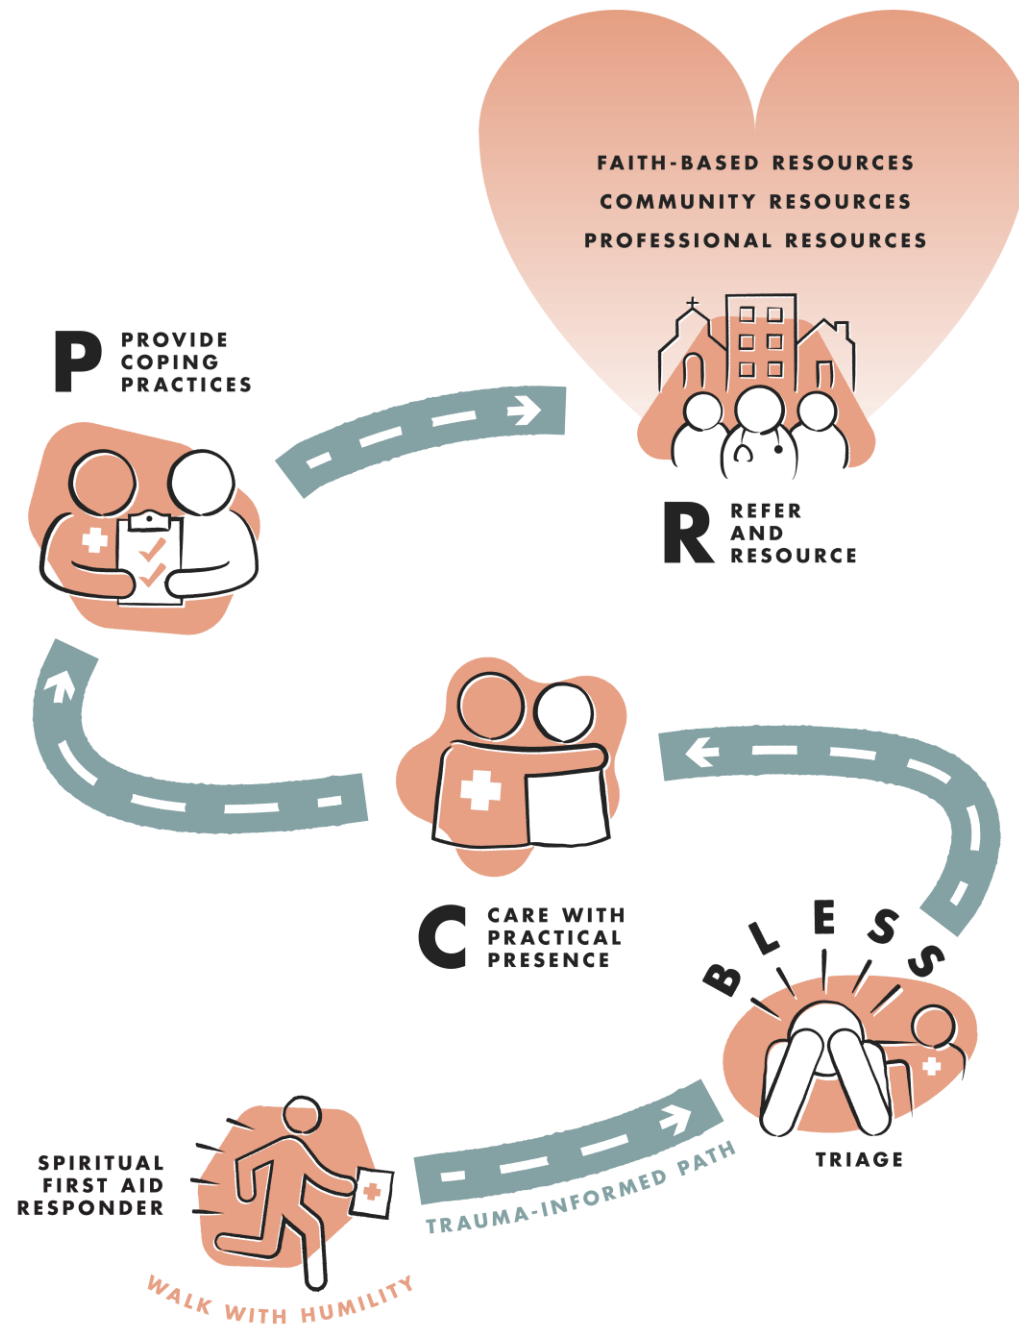 FAITH-BASED RESOURCES
COMMUNITY RESOURCES
PROFESSIONAL RESOURCES
P PROVIDE
COPING
PRACTICES
R REFER
AND
RESOURCE
C CARE WITH
PRACTICAL
PRESENCE
BLESS
TRIAGE
SPIRITUAL
FIRST AID
RESPONDER
TRAUMA-INFORMED PATH
WALK WITH HUMILITY